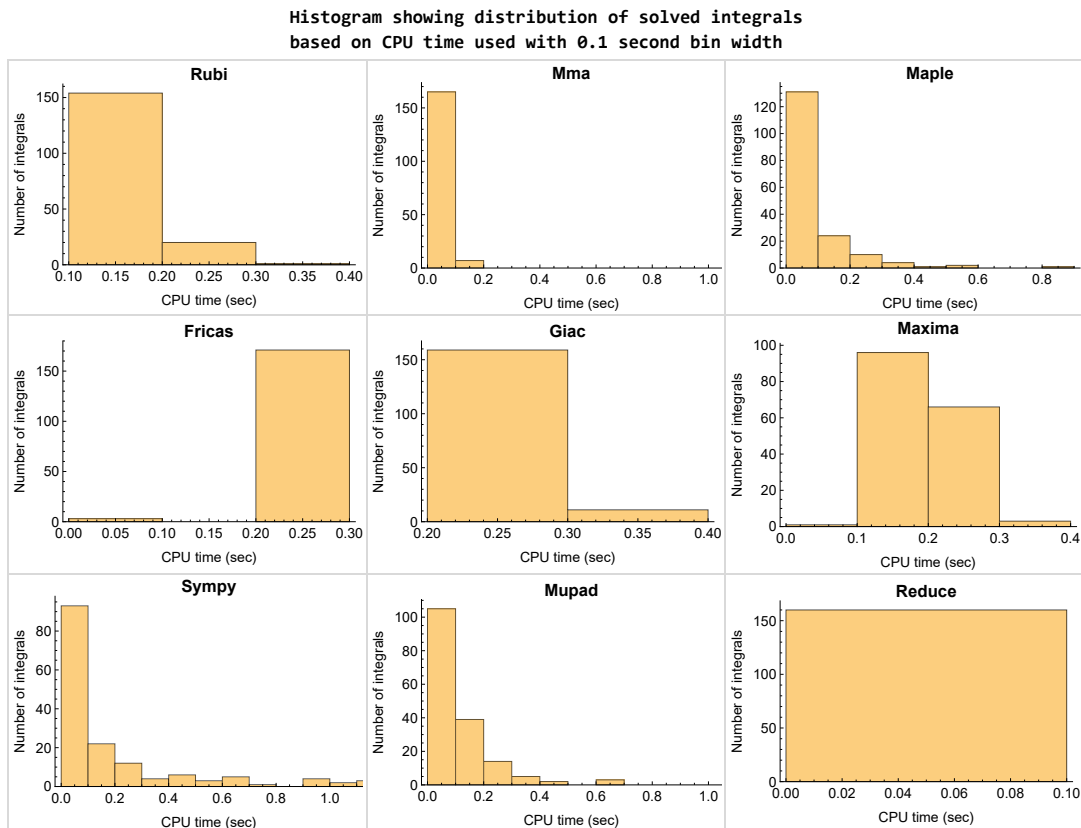 Histogram showing distribution of solved integrals
based on CPU time used with 0.1 second bin width
Rubi
Number of integrals
150
100
50
0
0.10 0.15 0.20 0.25 0.30 0.35 0.40
CPU time (sec)
Mma
Number of integrals
150
100
50
0
0.0 0.2 0.4 0.6 0.8 1.0
CPU time (sec)
Maple
Number of integrals
120
100
80
60
40
20
0
0.0 0.2 0.4 0.6 0.8
CPU time (sec)
Fricas
Number of integrals
150
100
50
0
0.00 0.05 0.10 0.15 0.20 0.25 0.30
CPU time (sec)
Giac
Number of integrals
150
100
50
0
0.20 0.25 0.30 0.35 0.40
CPU time (sec)
Maxima
Number of integrals
100
80
60
40
20
0
0.0 0.1 0.2 0.3 0.4
CPU time (sec)
Sympy
Number of integrals
80
60
40
20
0
0.0 0.2 0.4 0.6 0.8 1.0
CPU time (sec)
Mupad
Number of integrals
100
80
60
40
20
0
0.0 0.2 0.4 0.6 0.8 1.0
CPU time (sec)
Reduce
Number of integrals
150
100
50
0
0.00 0.02 0.04 0.06 0.08 0.10
CPU time (sec)